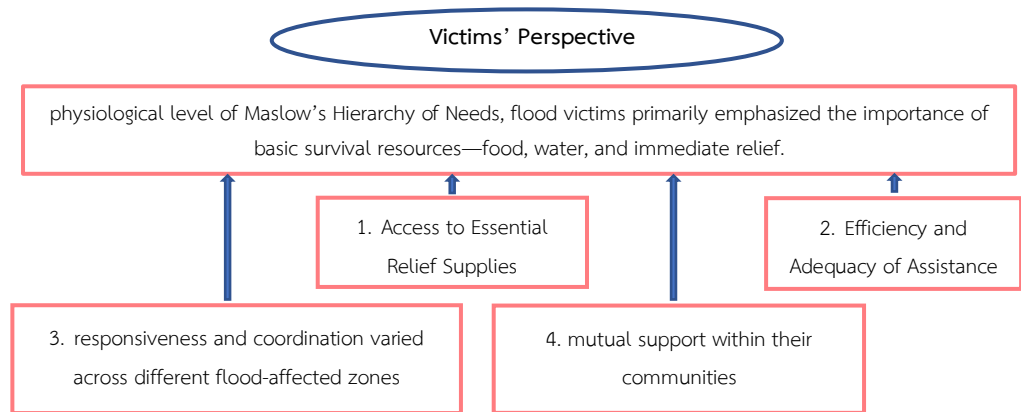 Victims' Perspective
physiological level of Maslow's Hierarchy of Needs, flood victims primarily emphasized the importance of
basic survival resources—food, water, and immediate relief.
1. Access to Essential
Relief Supplies
2. Efficiency and
Adequacy of Assistance
3. responsiveness and coordination varied
across different flood-affected zones
4. mutual support within their
communities